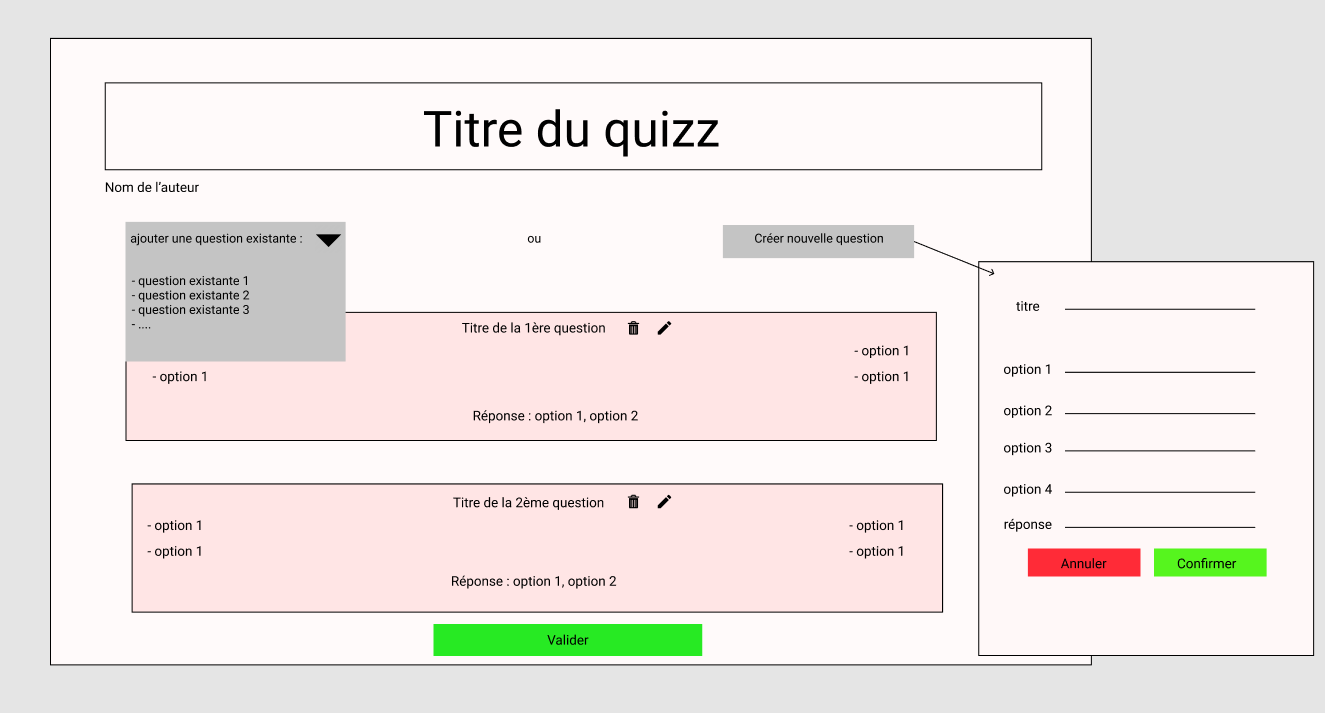 Titre du quizz
Nom de l'auteur
ajouter une question existante :
ou
Créer nouvelle question
- question existante 1
- question existante 2
- question existante 3
- ....
Titre de la 1ère question
- option 1
- option 1
- option 1
Réponse : option 1, option 2
Titre de la 2ème question
- option 1
- option 1
- option 1
- option 1
Réponse : option 1, option 2
Valider
titre
option 1
option 2
option 3
option 4
réponse
Annuler
Confirmer